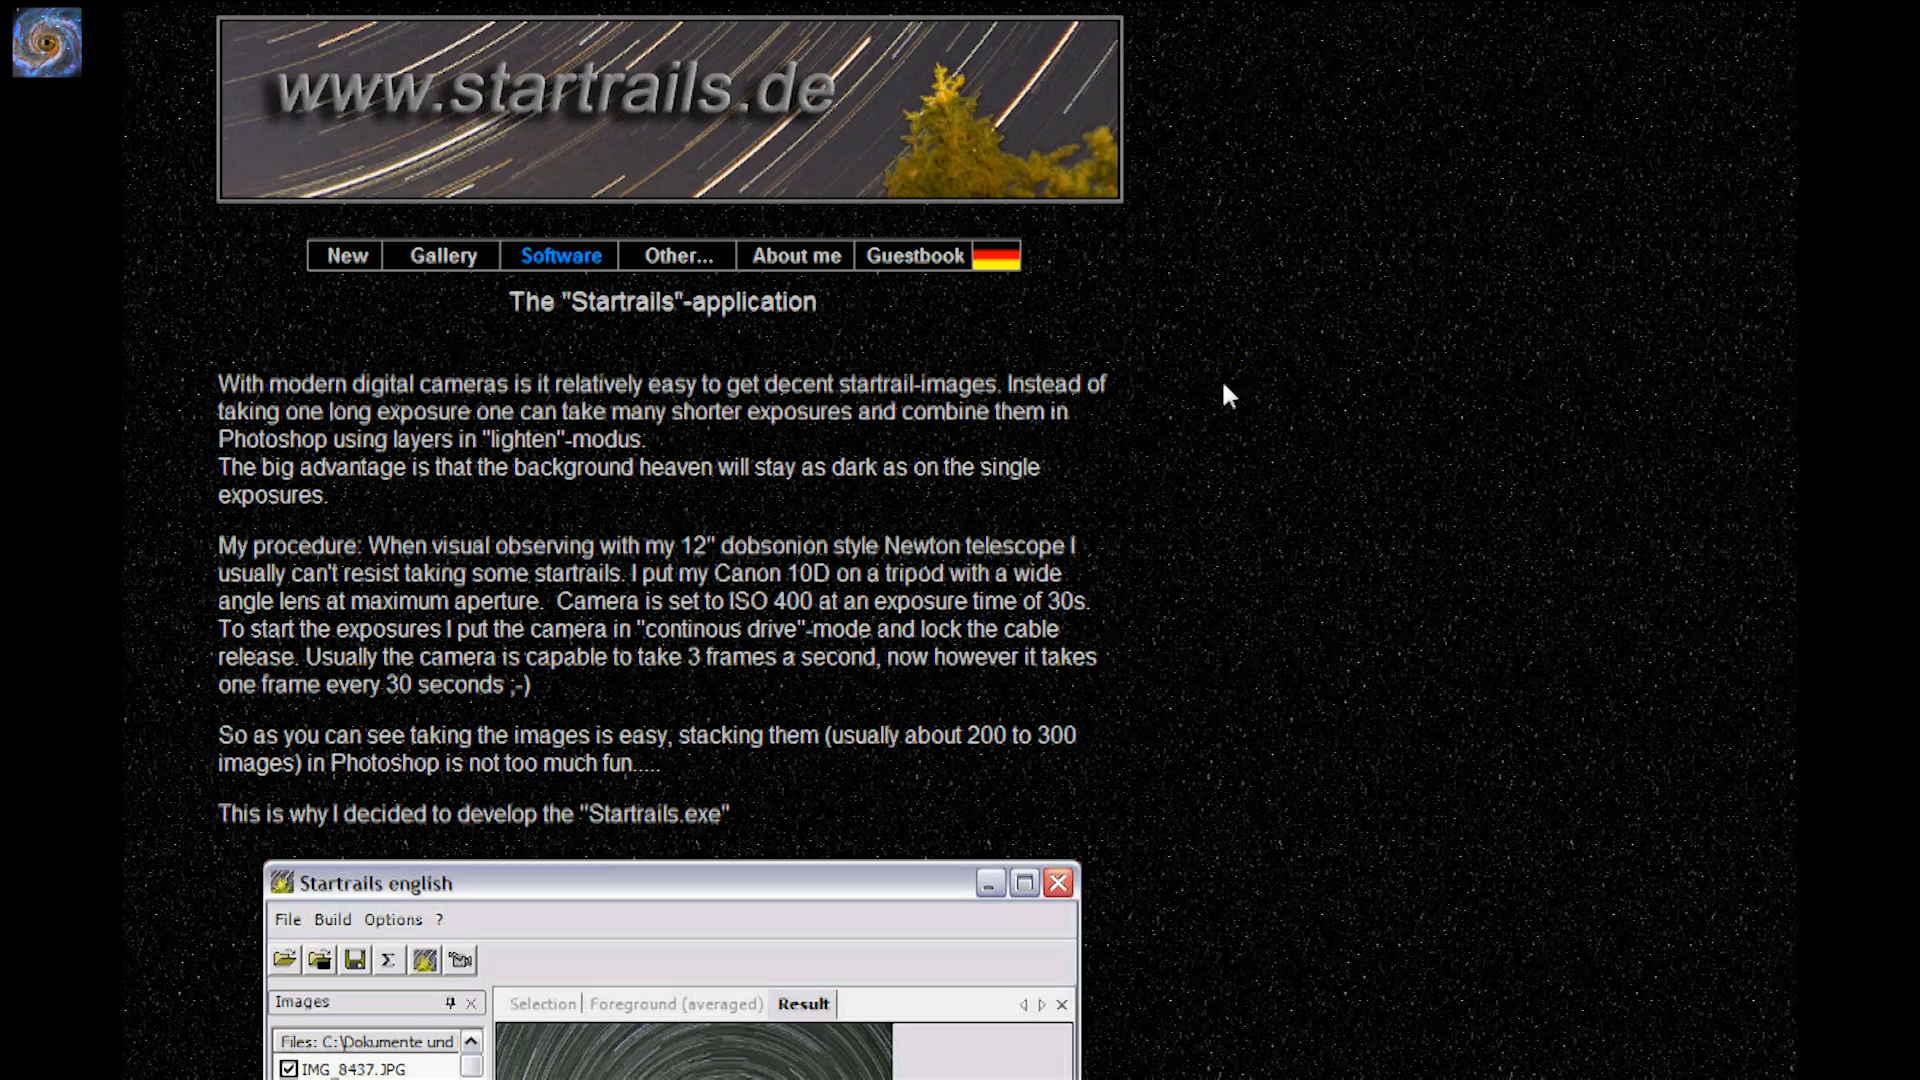 www.startrails.de
New Gallery Software Other... About me Guestbook
The "Startrails"-application
With modern digital cameras is it relatively easy to get decent startrail-images. Instead of
taking one long exposure one can take many shorter exposures and combine them in
Photoshop using layers in "lighten"-modus.
The big advantage is that the background heaven will stay as dark as on the single
exposures.
My procedure: When visual observing with my 12" dobsonion style Newton telescope I
usually can't resist taking some startrails. I put my Canon 10D on a tripod with a wide
angle lens at maximum aperture.  Camera is set to ISO 400 at an exposure time of 30s.
To start the exposures I put the camera in "continous drive"-mode and lock the cable
release. Usually the camera is capable to take 3 frames a second, now however it takes
one frame every 30 seconds ;-)
So as you can see taking the images is easy, stacking them (usually about 200 to 300
images) in Photoshop is not too much fun.....
This is why I decided to develop the "Startrails.exe"
Startrails english
File Build Options ?
Σ
Images
Selection Foreground (averaged) Result
Files: C:\Dokumente und
IMG_8437.JPG